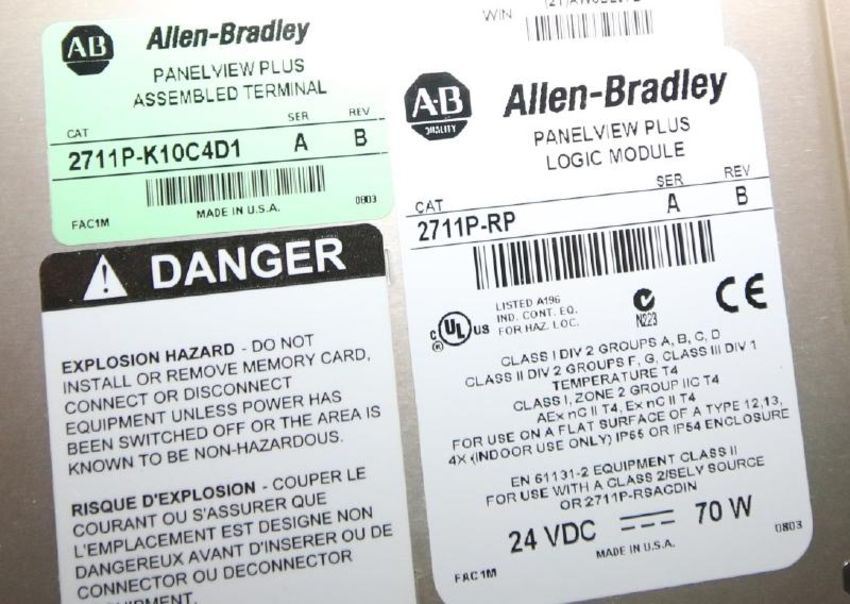 AB
Allen-Bradley
PANELVIEW PLUS
ASSEMBLED TERMINAL
CAT SER REV
2711P-K10C4D1 A B
MADE IN U.S.A.
FAC1M 0803
DANGER
EXPLOSION HAZARD - DO NOT
INSTALL OR REMOVE MEMORY CARD,
CONNECT OR DISCONNECT
EQUIPMENT UNLESS POWER HAS
BEEN SWITCHED OFF OR THE AREA IS
KNOWN TO BE NON-HAZARDOUS.
RISQUE D'EXPLOSION - COUPER LE
COURANT OU S'ASSURER QUE
L'EMPLACEMENT EST DESIGNE NON
DANGEREUX AVANT D'INSERER OU DE
CONNECTOR OU DECONNECTOR
WIN
A-B
QUALITY
Allen-Bradley
PANELVIEW PLUS
LOGIC MODULE
CAT SER REV
2711P-RP A B
c UL US
LISTED A196
IND. CONT. EQ.
FOR HAZ. LOC.
N223
CE
CLASS I DIV 2 GROUPS A, B, C, D
CLASS II DIV 2 GROUPS F, G, CLASS III DIV 1
TEMPERATURE T4
CLASS I, ZONE 2 GROUP IIC T4
AEx nC II T4, Ex nC II T4
FOR USE ON A FLAT SURFACE OF A TYPE 12,13,
4X (INDOOR USE ONLY) IP65 OR IP54 ENCLOSURE
EN 61131-2 EQUIPMENT CLASS II
FOR USE WITH A CLASS 2/SELV SOURCE
OR 2711P-RSACDIN
24 VDC 70 W
MADE IN U.S.A.
FAC 1M 0803